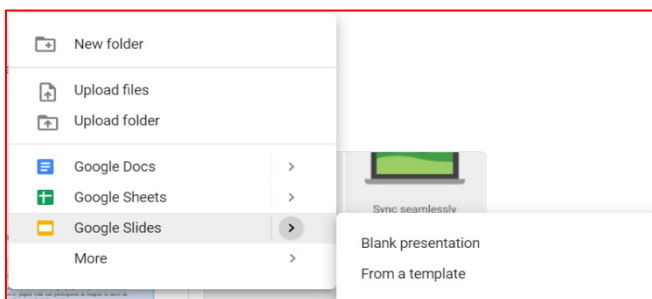 New folder
Upload files
Upload folder
Google Docs
Google Sheets
Google Slides
More
Sync seamlessly
Blank presentation
From a template